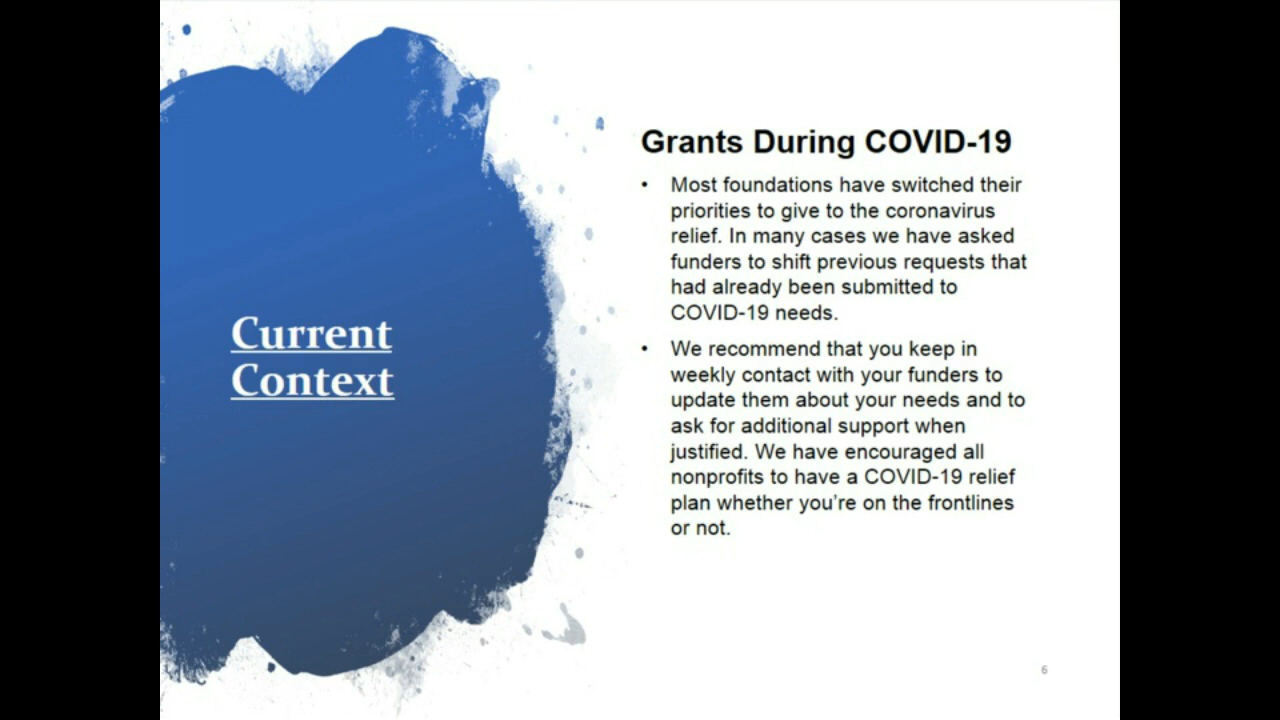 Current
Context
Grants During COVID-19
• Most foundations have switched their
priorities to give to the coronavirus
relief. In many cases we have asked
funders to shift previous requests that
had already been submitted to
COVID-19 needs.
• We recommend that you keep in
weekly contact with your funders to
update them about your needs and to
ask for additional support when
justified. We have encouraged all
nonprofits to have a COVID-19 relief
plan whether you’re on the frontlines
or not.
6